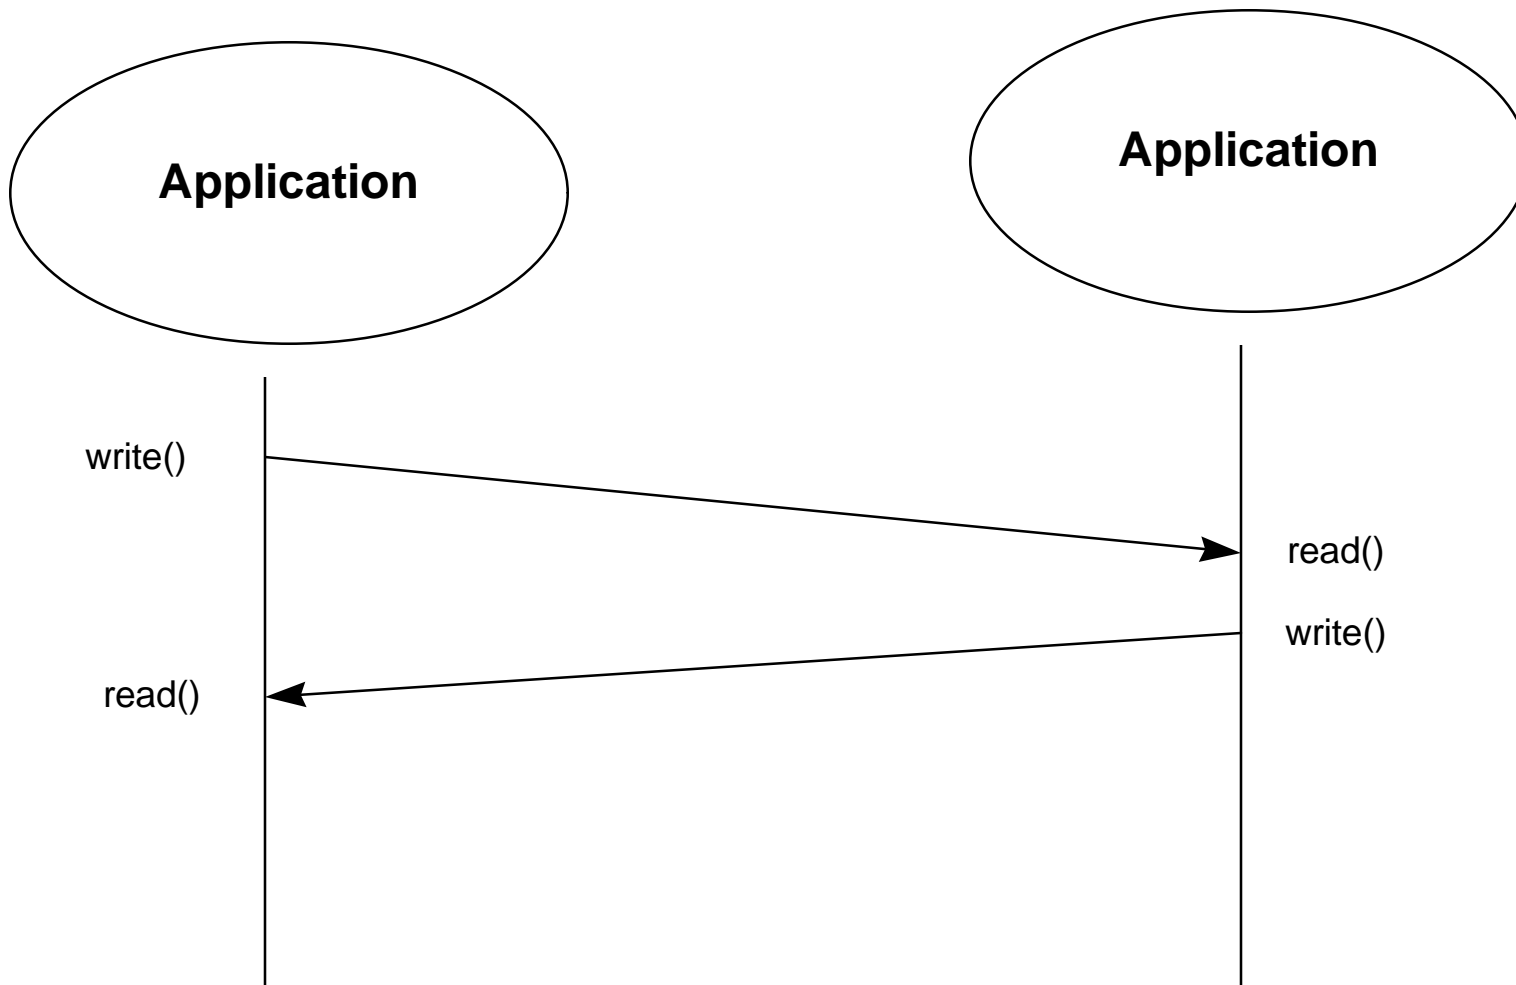 Application
Application
write()
read()
write()
read()